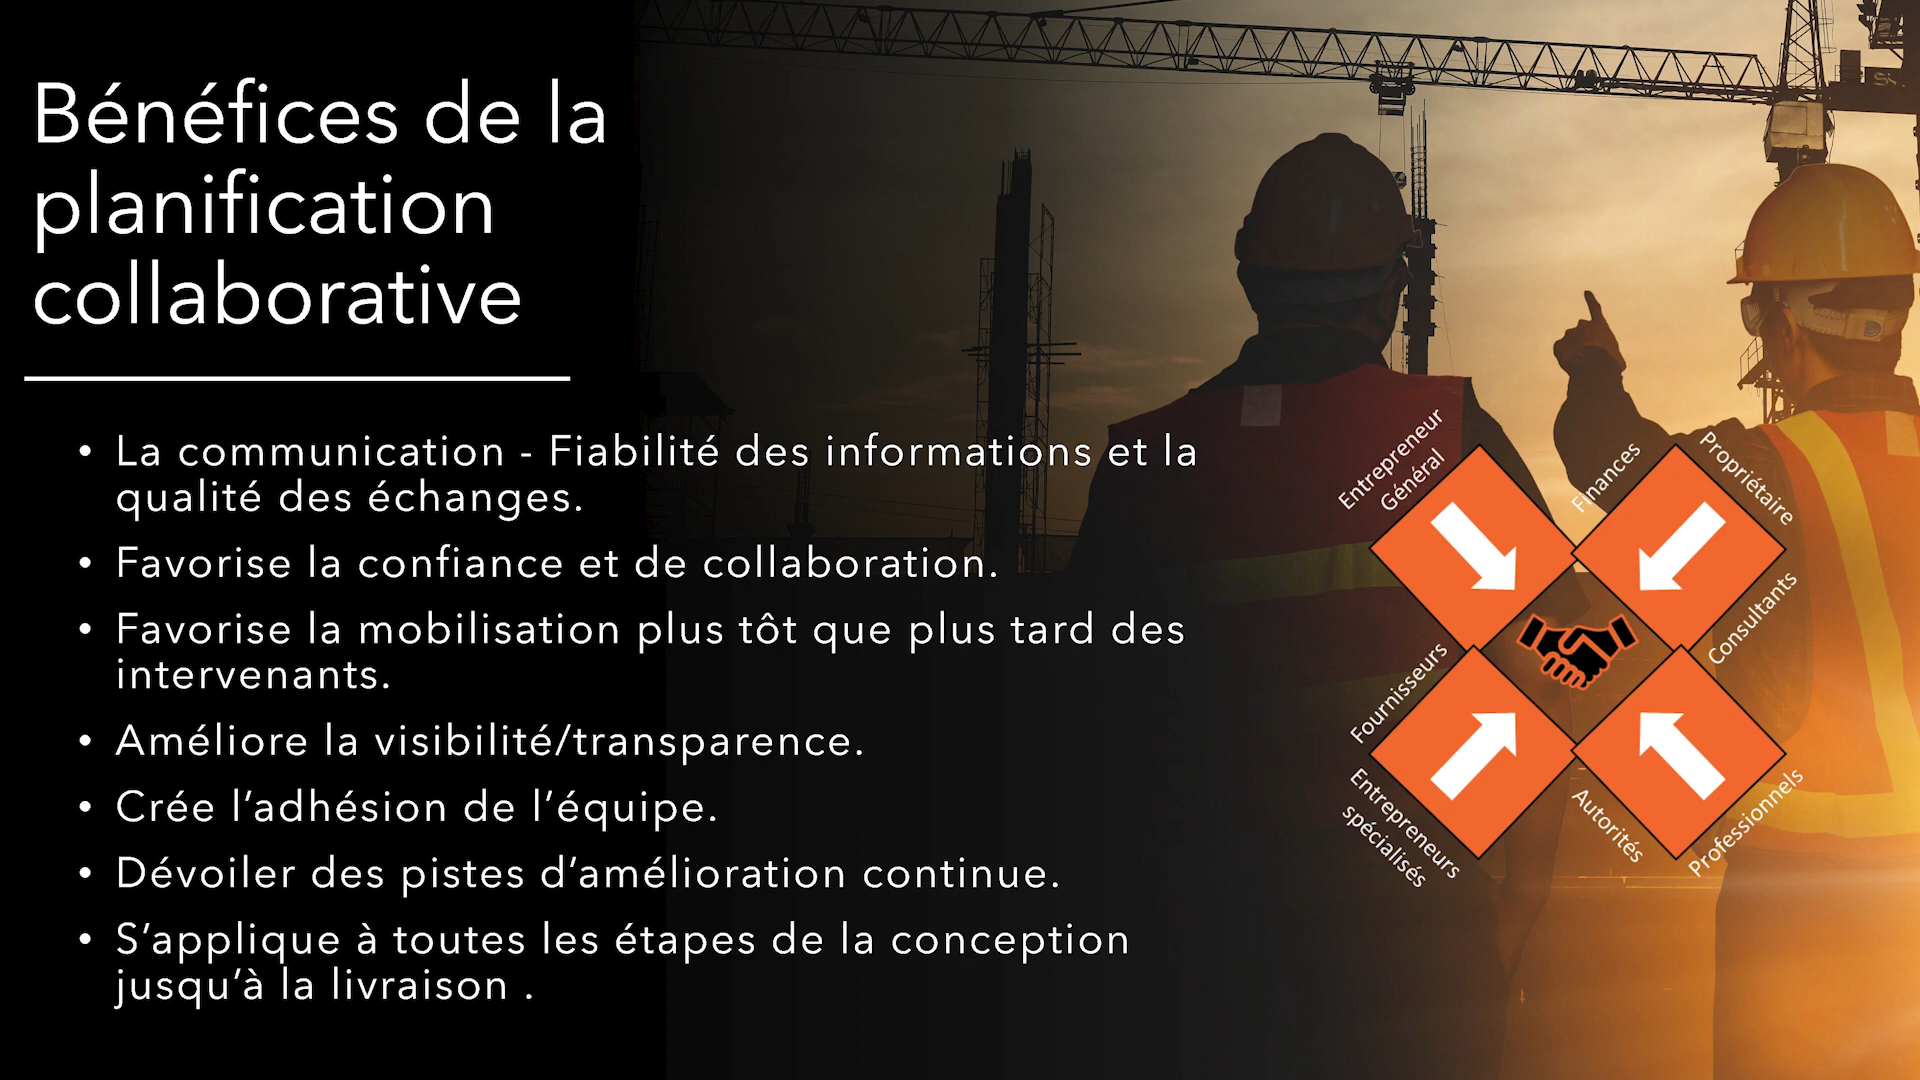 Bénéfices de la
planification
collaborative
• La communication - Fiabilité des informations et la
qualité des échanges.
• Favorise la confiance et de collaboration.
• Favorise la mobilisation plus tôt que plus tard des
intervenants.
• Améliore la visibilité/transparence.
• Crée l’adhésion de l’équipe.
• Dévoiler des pistes d’amélioration continue.
• S’applique à toutes les étapes de la conception
jusqu’à la livraison .
Entrepreneur
Général
Finances
Propriétaire
Consultants
Fournisseurs
Entrepreneurs
spécialisés
Autorités
Professionnels